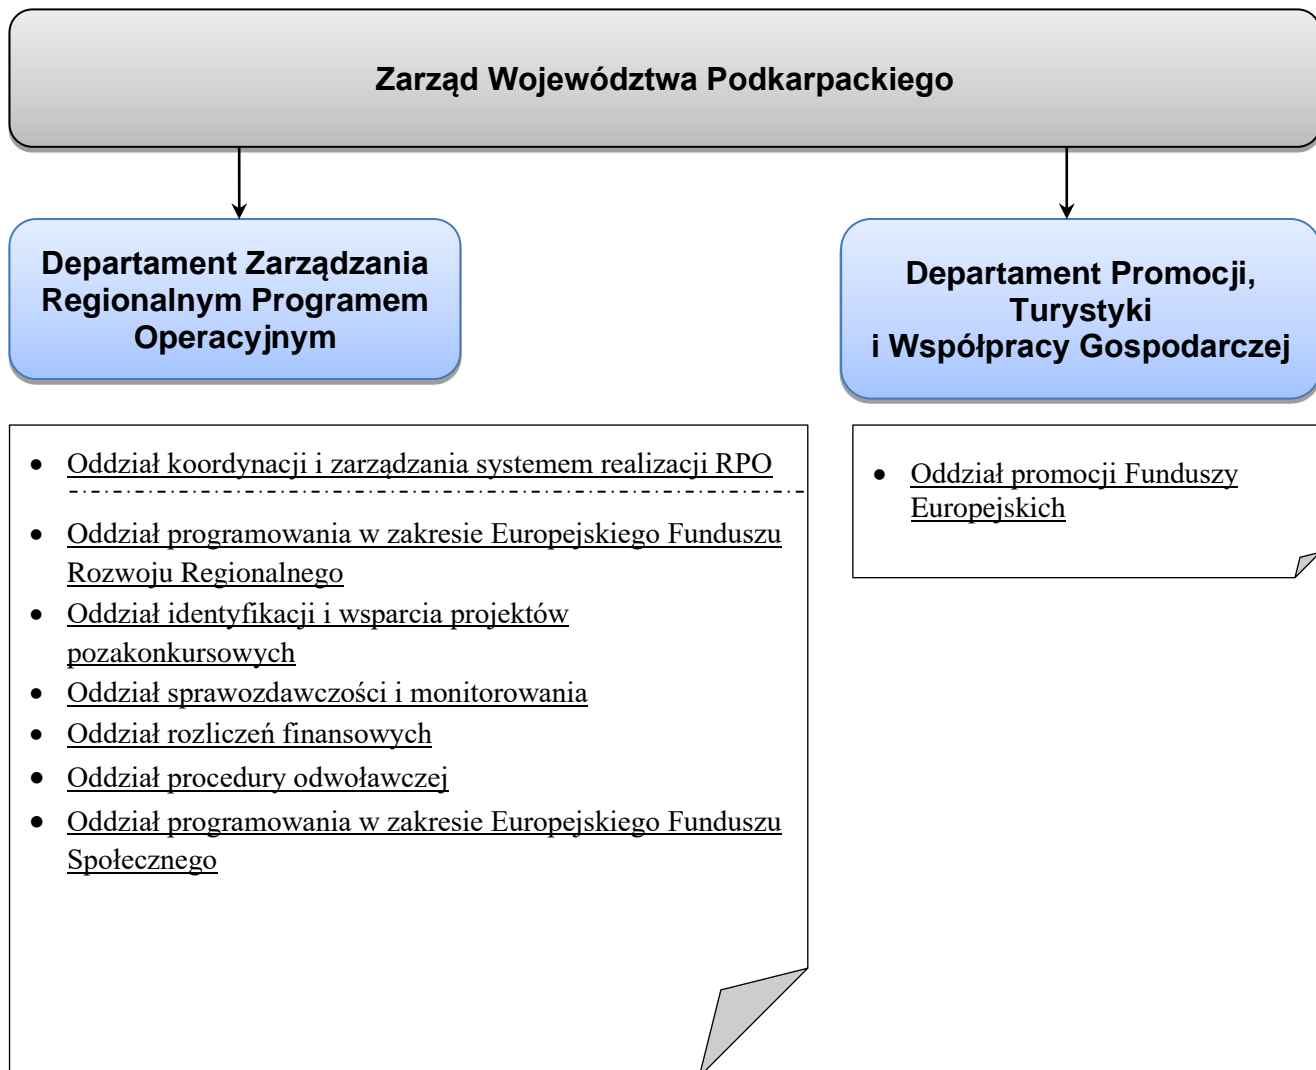 Zarząd Województwa Podkarpackiego
Departament Zarządzania
Regionalnym Programem
Operacyjnym
Departament Promocji,
Turystyki
i Współpracy Gospodarczej
• Oddział koordynacji i zarządzania systemem realizacji RPO
• Oddział programowania w zakresie Europejskiego Funduszu
Rozwoju Regionalnego
• Oddział identyfikacji i wsparcia projektów
pozakonkursowych
• Oddział sprawozdawczości i monitorowania
• Oddział rozliczeń finansowych
• Oddział procedury odwoławczej
• Oddział programowania w zakresie Europejskiego Funduszu
Społecznego
• Oddział promocji Funduszy
Europejskich